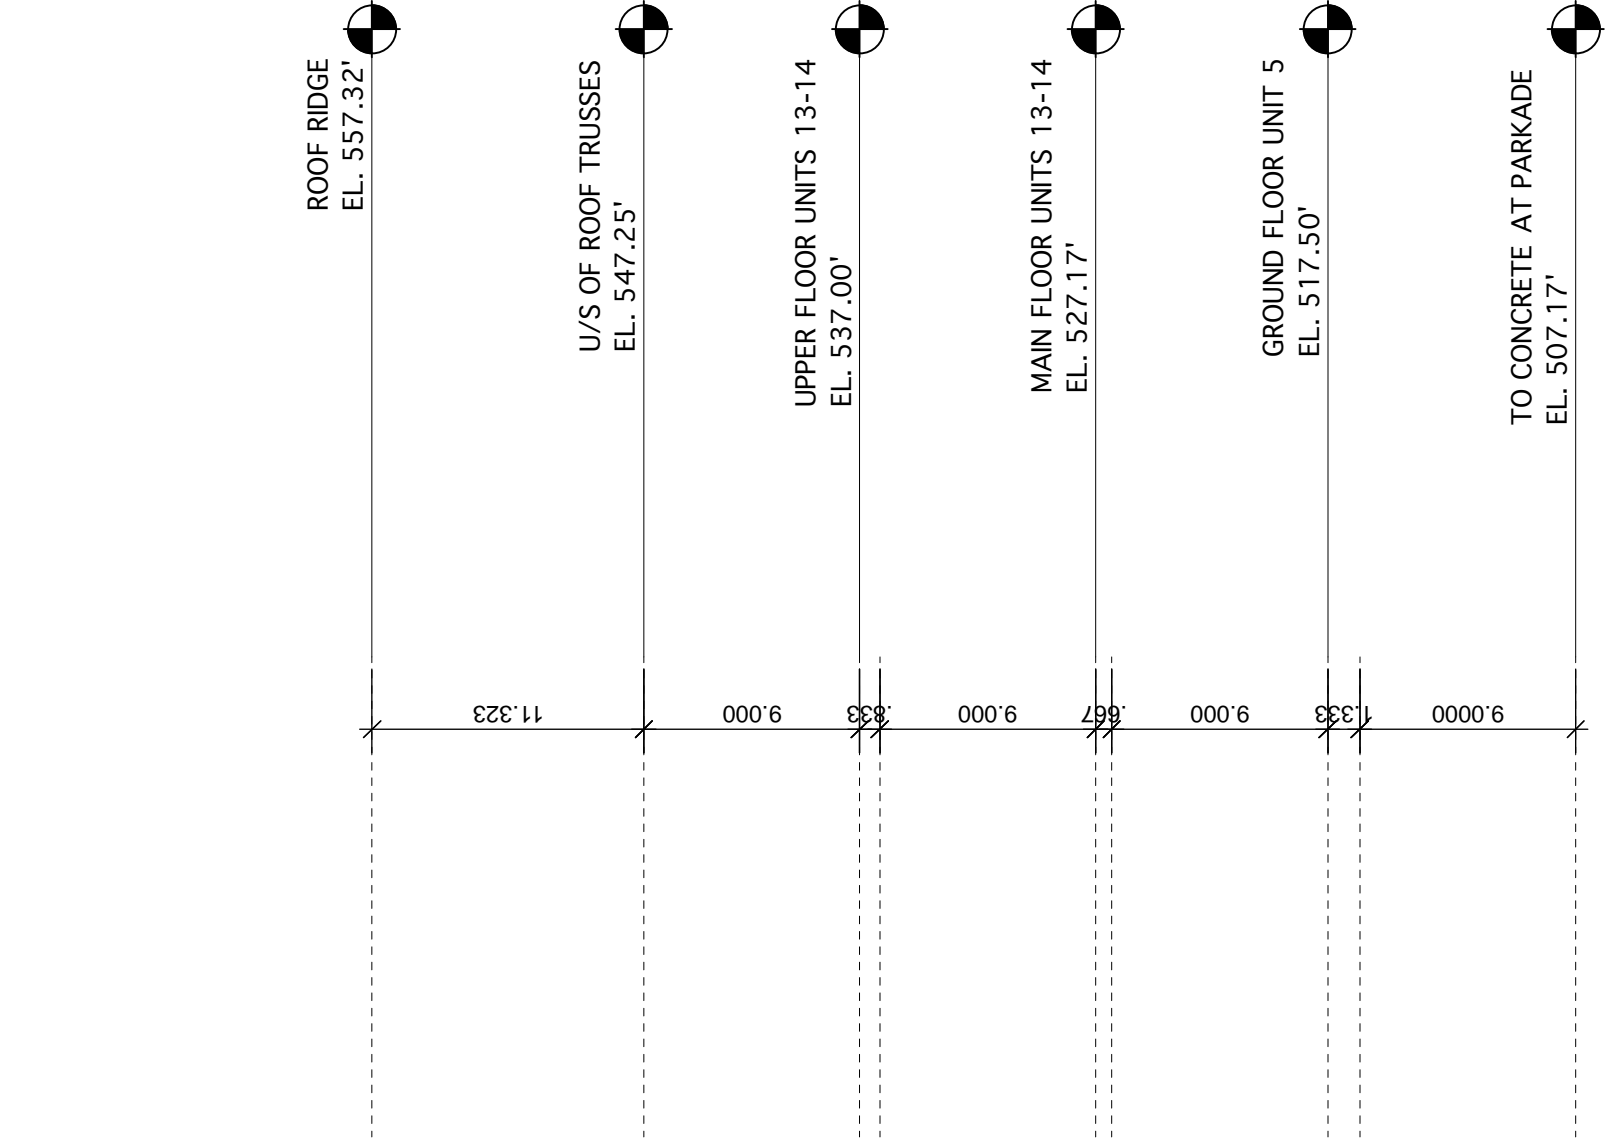 ROOF RIDGE
EL. 557.32'
U/S OF ROOF TRUSSES
EL. 547.25'
UPPER FLOOR UNITS 13-14
EL. 537.00'
MAIN FLOOR UNITS 13-14
EL. 527.17'
GROUND FLOOR UNIT 5
EL. 517.50'
TO CONCRETE AT PARKADE
EL. 507.17'
11.323
9.000
.833
9.000
.667
9.000
1.333
9.0000